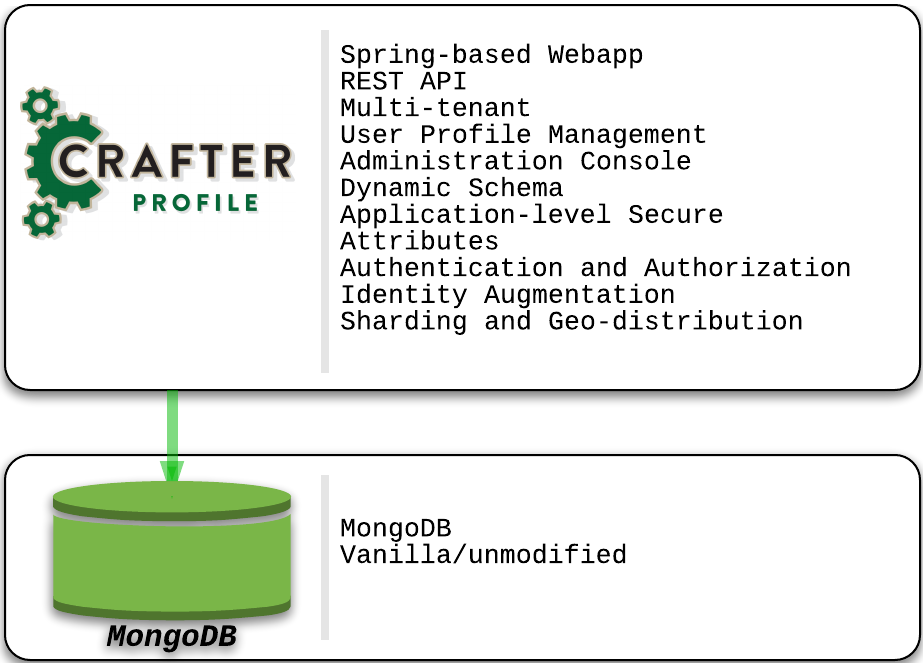 CRAFTER
PROFILE
Spring-based Webapp
REST API
Multi-tenant
User Profile Management
Administration Console
Dynamic Schema
Application-level Secure
Attributes
Authentication and Authorization
Identity Augmentation
Sharding and Geo-distribution
MongoDB
MongoDB
Vanilla/unmodified